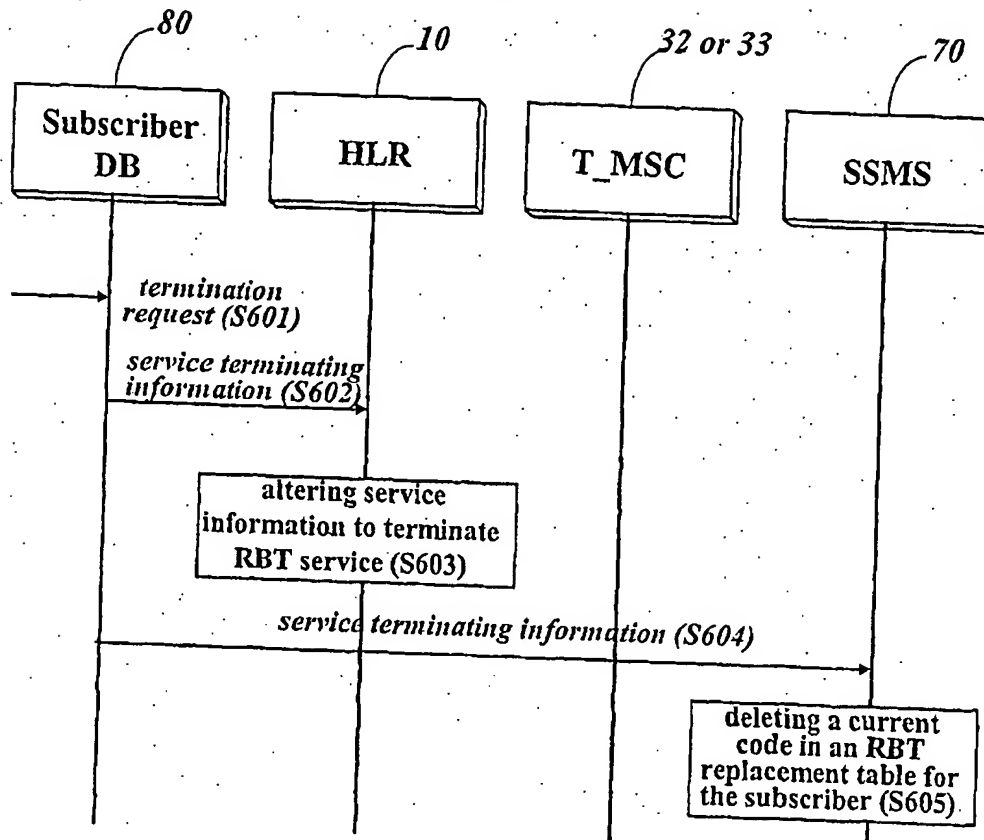 80
10
32 or 33
70
Subscriber
DB
HLR
T_MSC
SSMS
termination
request (S601)
service terminating
information (S602)
altering service
information to terminate
RBT service (S603)
service terminating information (S604)
deleting a current
code in an RBT
replacement table for
the subscriber (S605)